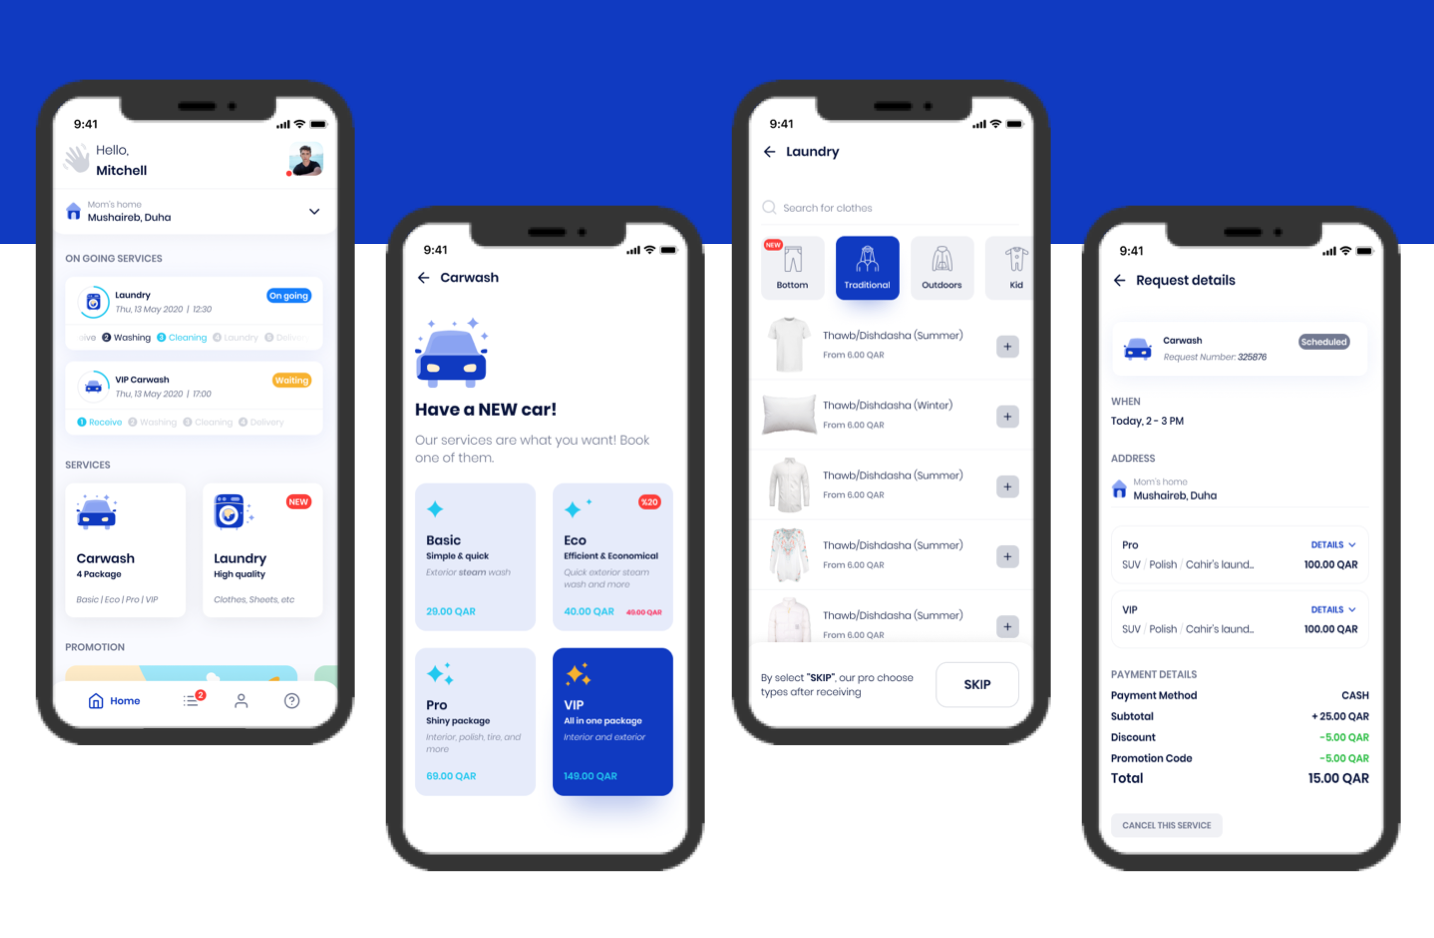 9:41
Hello,
Mitchell
Mom's home
Mushaireb, Duha
ON GOING SERVICES
Laundry
On going
Thu, 13 May 2020 | 12:30
ive 2 Washing 3 Cleaning 4 Laundry 5 Deliver
VIP Carwash
Waiting
Thu, 13 May 2020 | 17:00
1 Receive 2 Washing 3 Cleaning 4 Delivery
SERVICES
NEW
Carwash
4 Package
Basic | Eco | Pro | VIP
Laundry
High quality
Clothes, Sheets, etc
PROMOTION
Home
2
9:41
Carwash
Have a NEW car!
Our services are what you want! Book
one of them.
Basic
Simple & quick
Exterior steam wash
29.00 QAR
%20
Eco
Efficient & Economical
Quick exterior steam
wash and more
40.00 QAR 49.00 QAR
Pro
Shiny package
Interior, polish, tire, and
more
69.00 QAR
VIP
All in one package
Interior and exterior
149.00 QAR
9:41
Laundry
Search for clothes
NEW
Bottom
Traditional
Outdoors
Kid
Thawb/Dishdasha (Summer)
From 6.00 QAR
+
Thawb/Dishdasha (Winter)
From 6.00 QAR
+
Thawb/Dishdasha (Summer)
From 6.00 QAR
+
Thawb/Dishdasha (Summer)
From 6.00 QAR
+
Thawb/Dishdasha (Summer)
From 6.00 QAR
+
By select "SKIP", our pro choose
types after receiving
SKIP
9:41
Request details
Carwash
Scheduled
Request Number: 325876
WHEN
Today, 2 - 3 PM
ADDRESS
Mom's home
Mushaireb, Duha
Pro
DETAILS
SUV / Polish / Cahir's laund...
100.00 QAR
VIP
DETAILS
SUV / Polish / Cahir's laund...
100.00 QAR
PAYMENT DETAILS
Payment Method CASH
Subtotal + 25.00 QAR
Discount -5.00 QAR
Promotion Code -5.00 QAR
Total 15.00 QAR
CANCEL THIS SERVICE